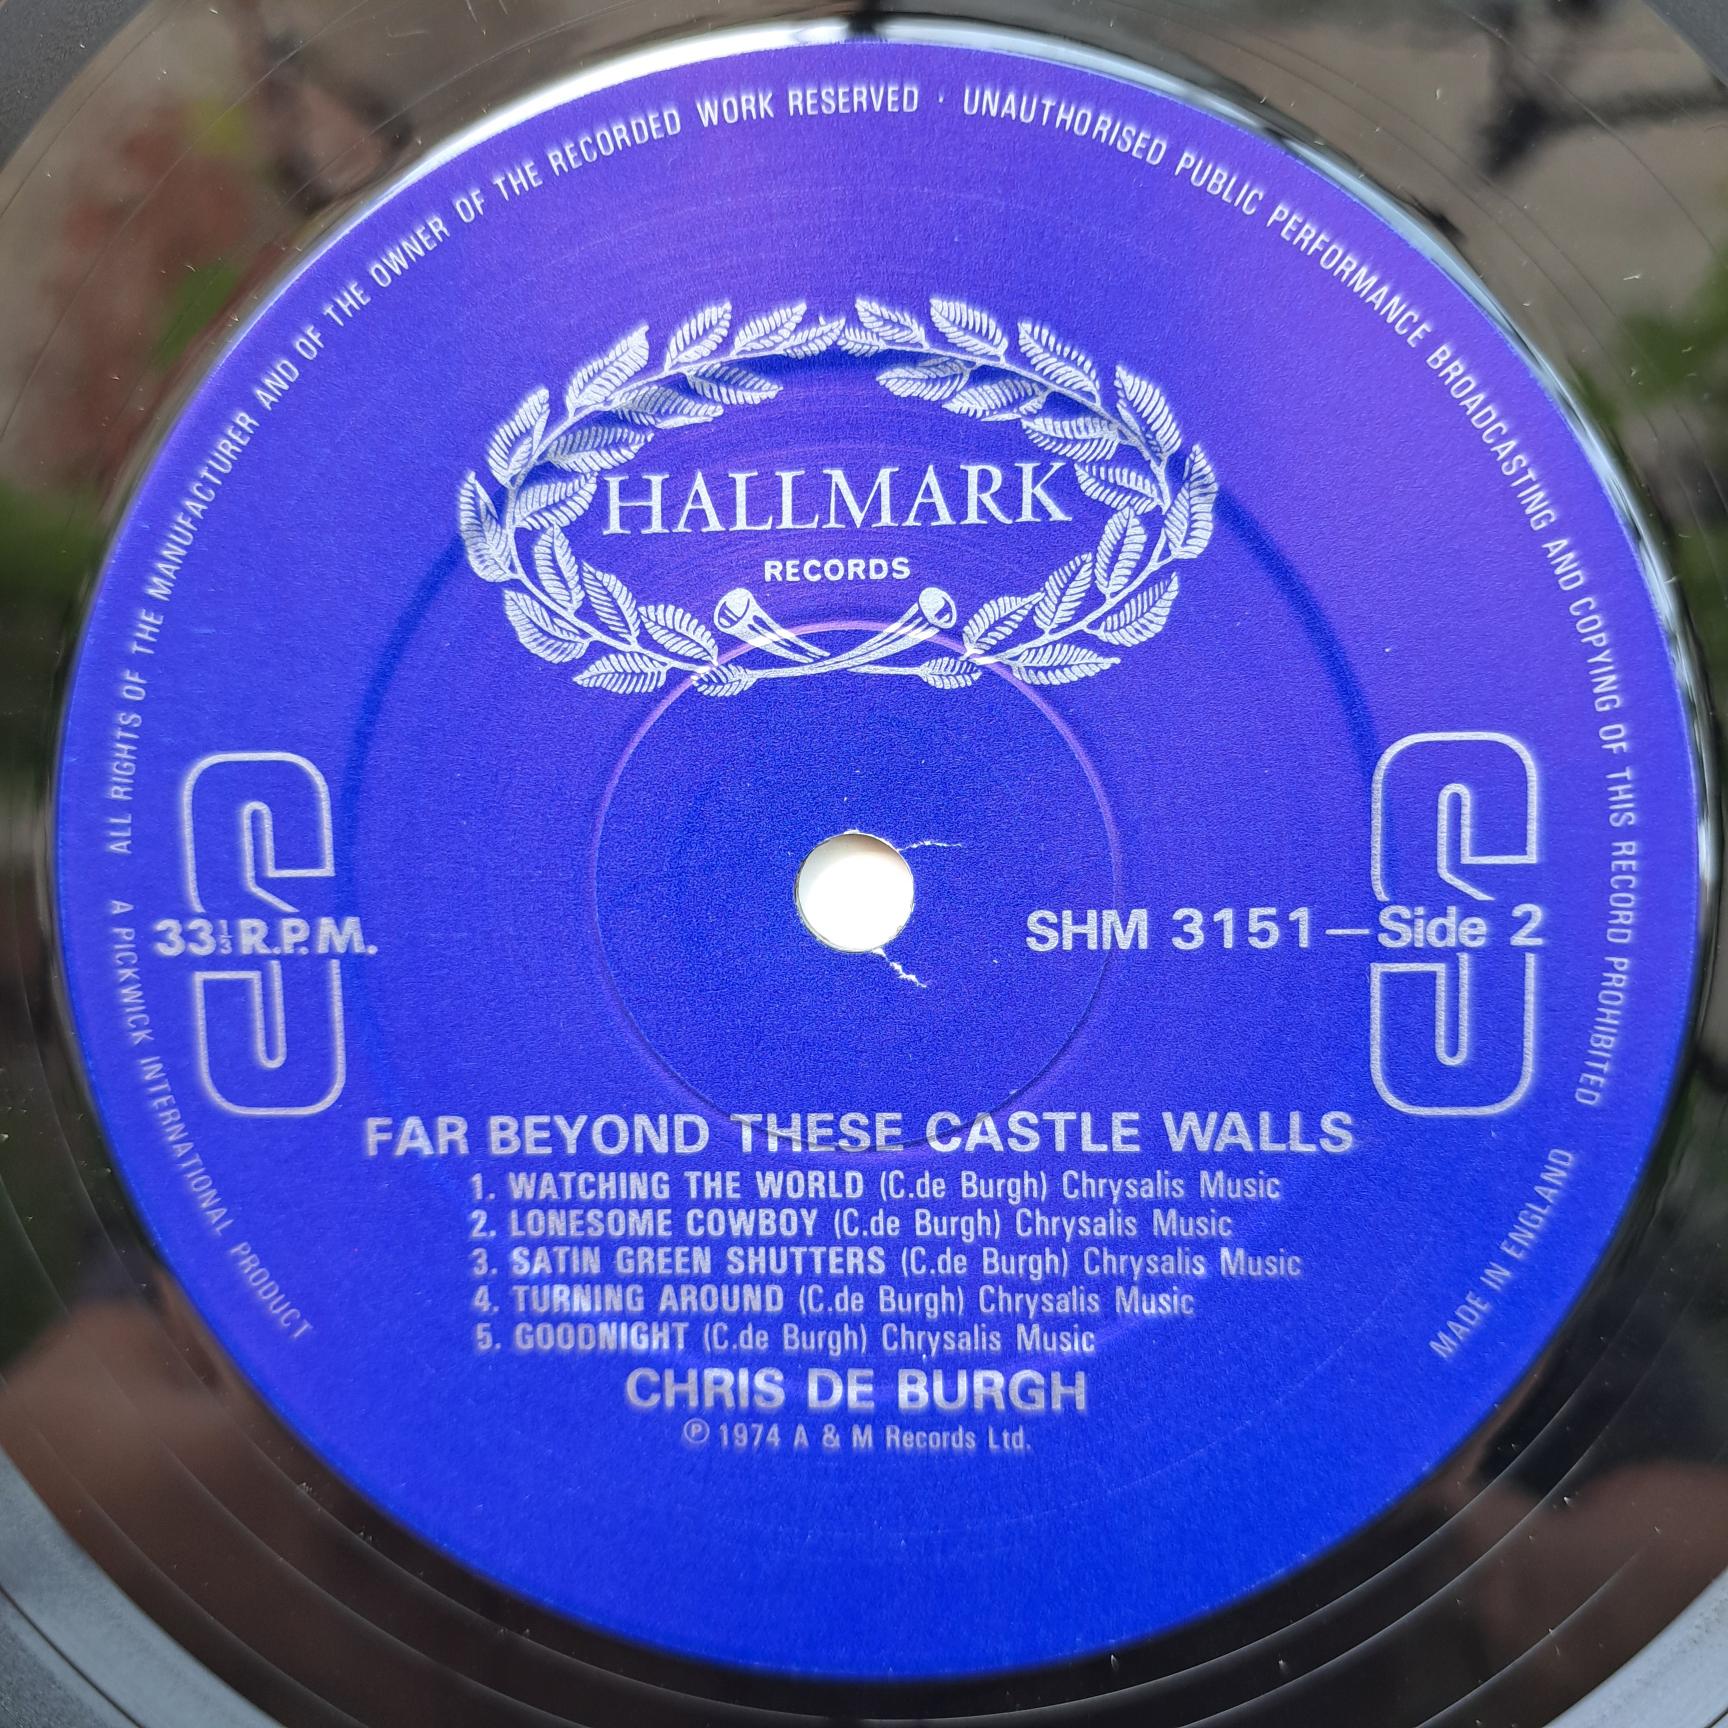 ALL RIGHTS OF THE MANUFACTURER AND OF THE OWNER OF THE RECORDED WORK RESERVED · UNAUTHORISED PUBLIC PERFORMANCE BROADCASTING AND COPYING OF THIS RECORD PROHIBITED
HALLMARK
RECORDS
33⅓ R.P.M.
SHM 3151—Side 2
FAR BEYOND THESE CASTLE WALLS
1. WATCHING THE WORLD (C.de Burgh) Chrysalis Music
2. LONESOME COWBOY (C.de Burgh) Chrysalis Music
3. SATIN GREEN SHUTTERS (C.de Burgh) Chrysalis Music
4. TURNING AROUND (C.de Burgh) Chrysalis Music
5. GOODNIGHT (C.de Burgh) Chrysalis Music
CHRIS DE BURGH
℗ 1974 A & M Records Ltd.
A PICKWICK INTERNATIONAL PRODUCT
MADE IN ENGLAND